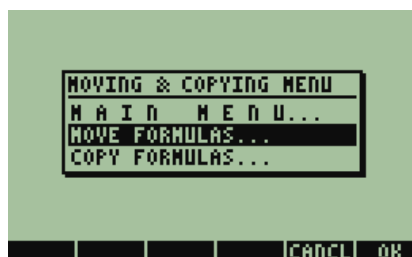 MOVING & COPYING MENU
M A I N   M E N U...
MOVE FORMULAS...
COPY FORMULAS...
CANCL OK